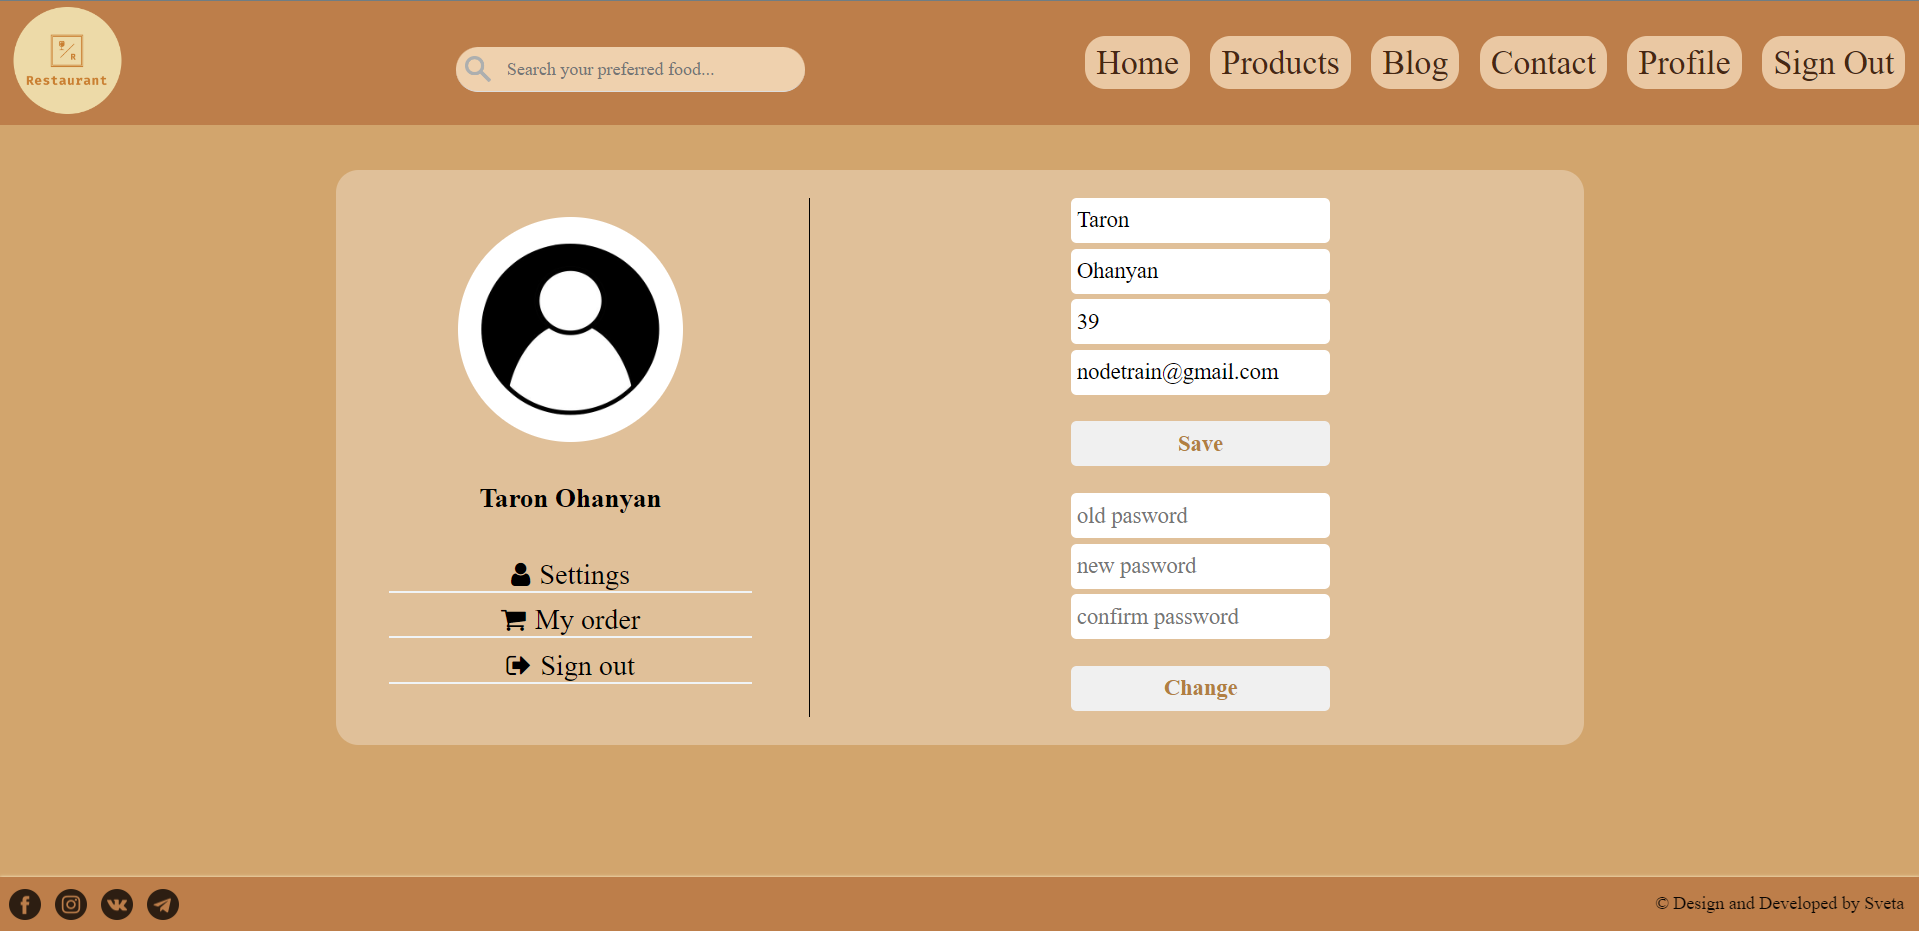 R
Restaurant
Search your preferred food...
Home
Products
Blog
Contact
Profile
Sign Out
Taron Ohanyan
Settings
My order
Sign out
Taron
Ohanyan
39
nodetrain@gmail.com
Save
old pasword
new pasword
confirm password
Change
© Design and Developed by Sveta